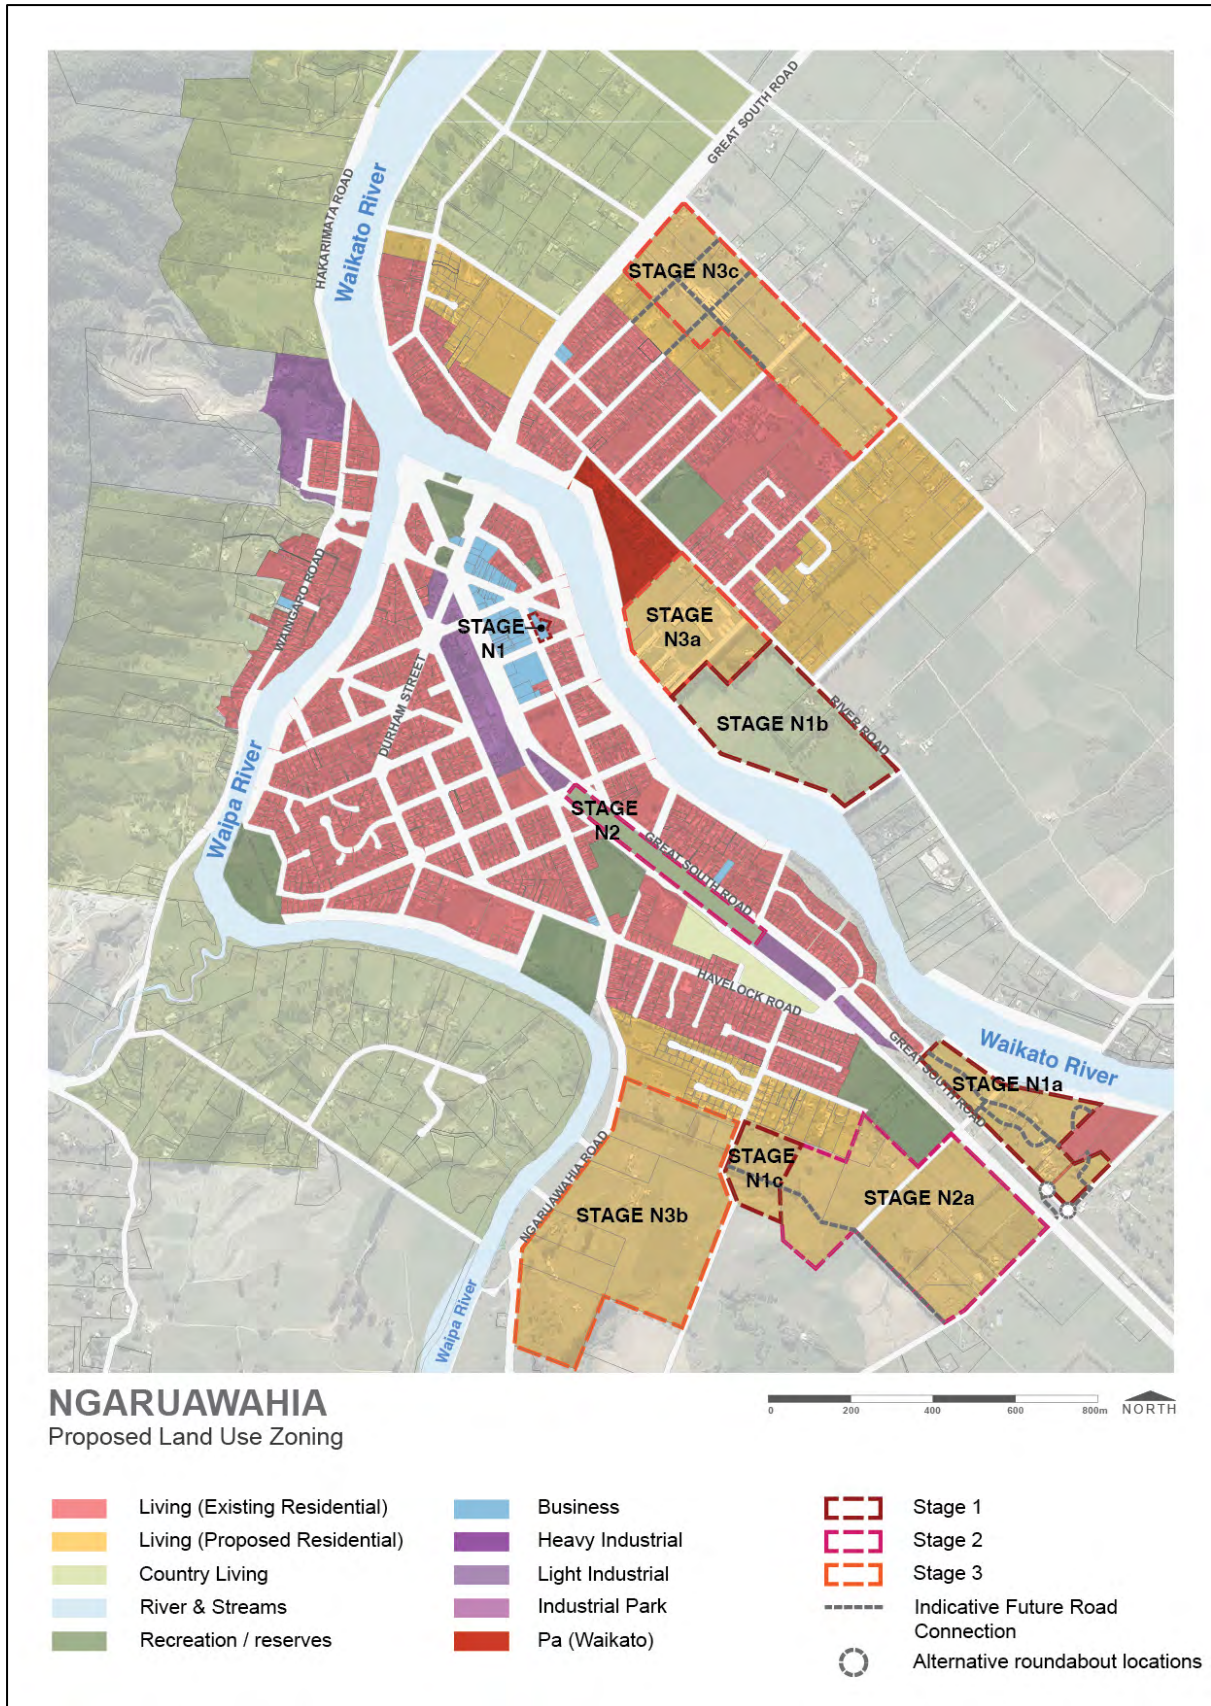 GREAT SOUTH ROAD
HAKARIMATA ROAD
Waikato River
STAGE N3c
WAINGARO ROAD
STAGE
N1
STAGE
N3a
DURHAM STREET
STAGE N1b
RIVER ROAD
Waipa River
STAGE
N2
GREAT SOUTH ROAD
HAVELOCK ROAD
GREAT SOUTH ROAD
Waikato River
STAGE N1a
NGARUAWAHIA ROAD
STAGE
N1c
STAGE N2a
STAGE N3b
Waipa River
NGARUAWAHIA
Proposed Land Use Zoning
0 200 400 600 800m
NORTH
Living (Existing Residential)
Living (Proposed Residential)
Country Living
River & Streams
Recreation / reserves
Business
Heavy Industrial
Light Industrial
Industrial Park
Pa (Waikato)
Stage 1
Stage 2
Stage 3
Indicative Future Road
Connection
Alternative roundabout locations